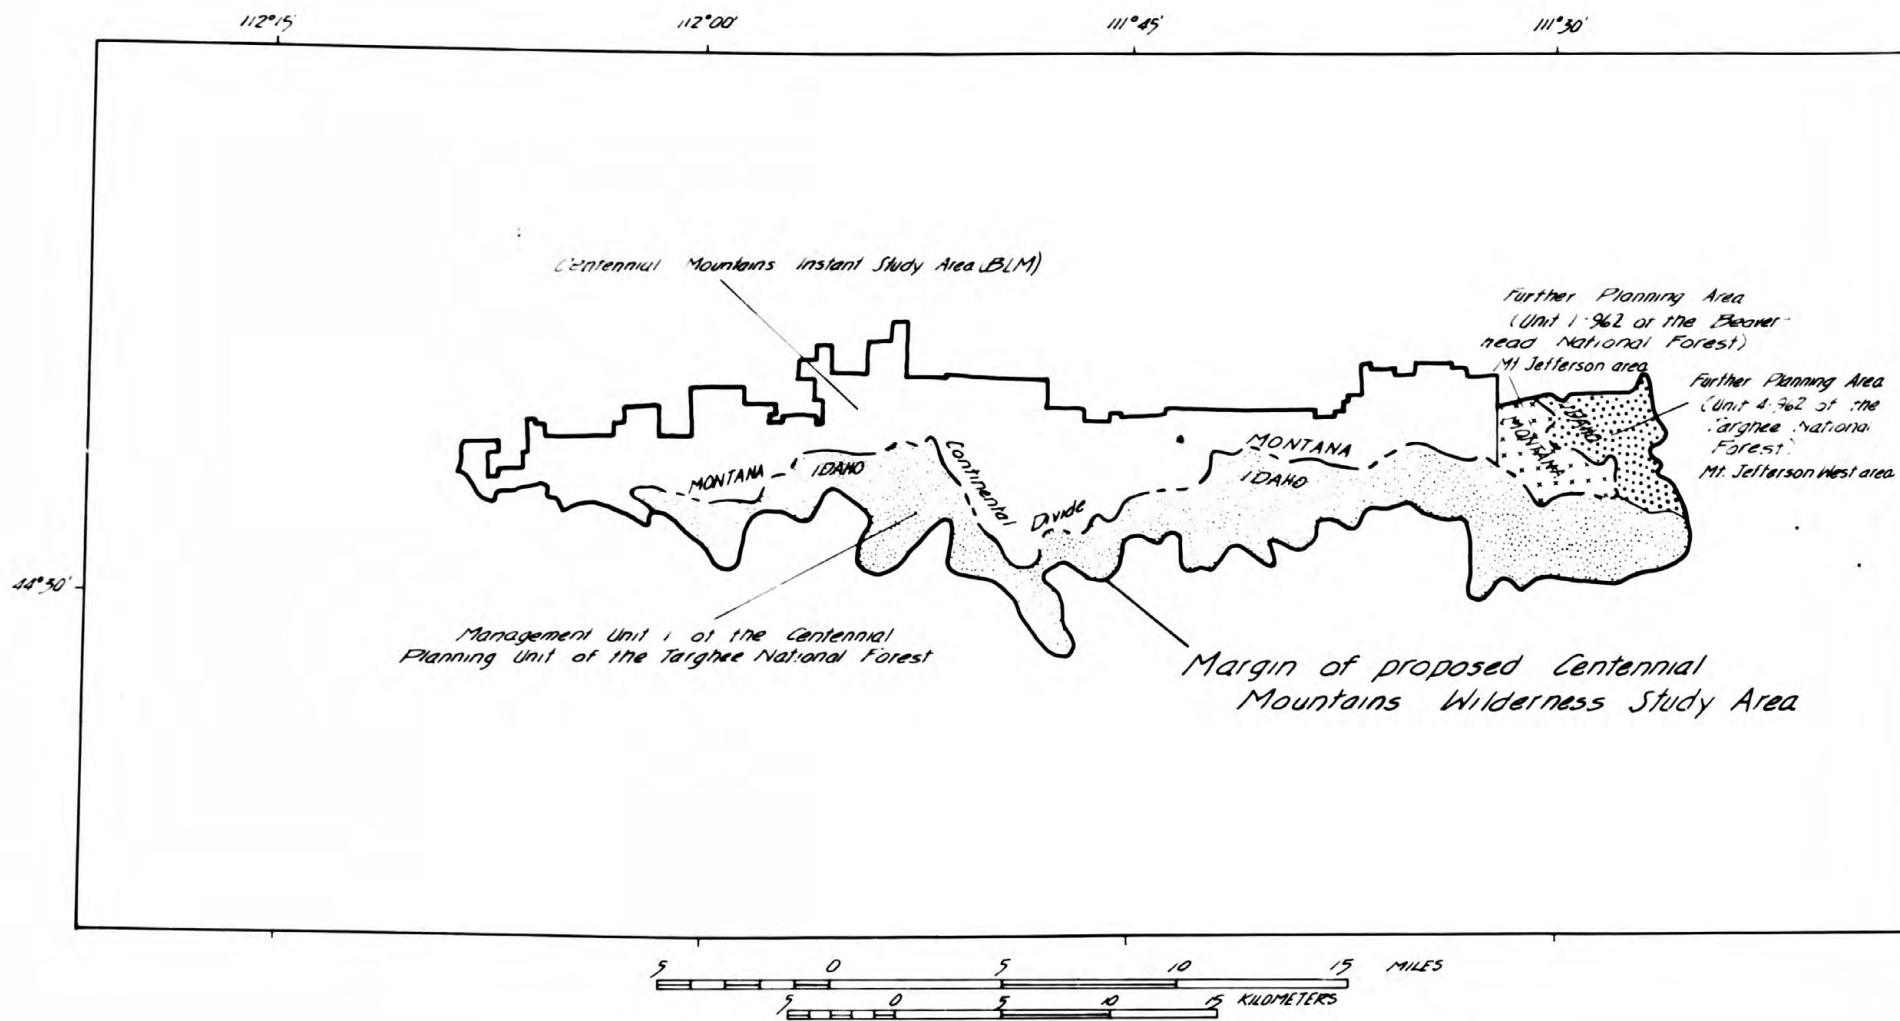 112°15'
112°00'
111°45'
111°30'
Centennial Mountains Instant Study Area (BLM)
Further Planning Area
(Unit 1-962 of the Beaver-
head National Forest)
Mt Jefferson area
Further Planning Area
(Unit 4-962 of the
Targhee National
Forest)
Mt. Jefferson West area
IDAHO
MONTANA
MONTANA
IDAHO
Continental
Divide
MONTANA
IDAHO
44°30'
Management Unit 1 of the Centennial
Planning Unit of the Targhee National Forest
Margin of proposed Centennial
Mountains Wilderness Study Area
5 0 5 10 15 MILES
5 0 5 10 15 KILOMETERS